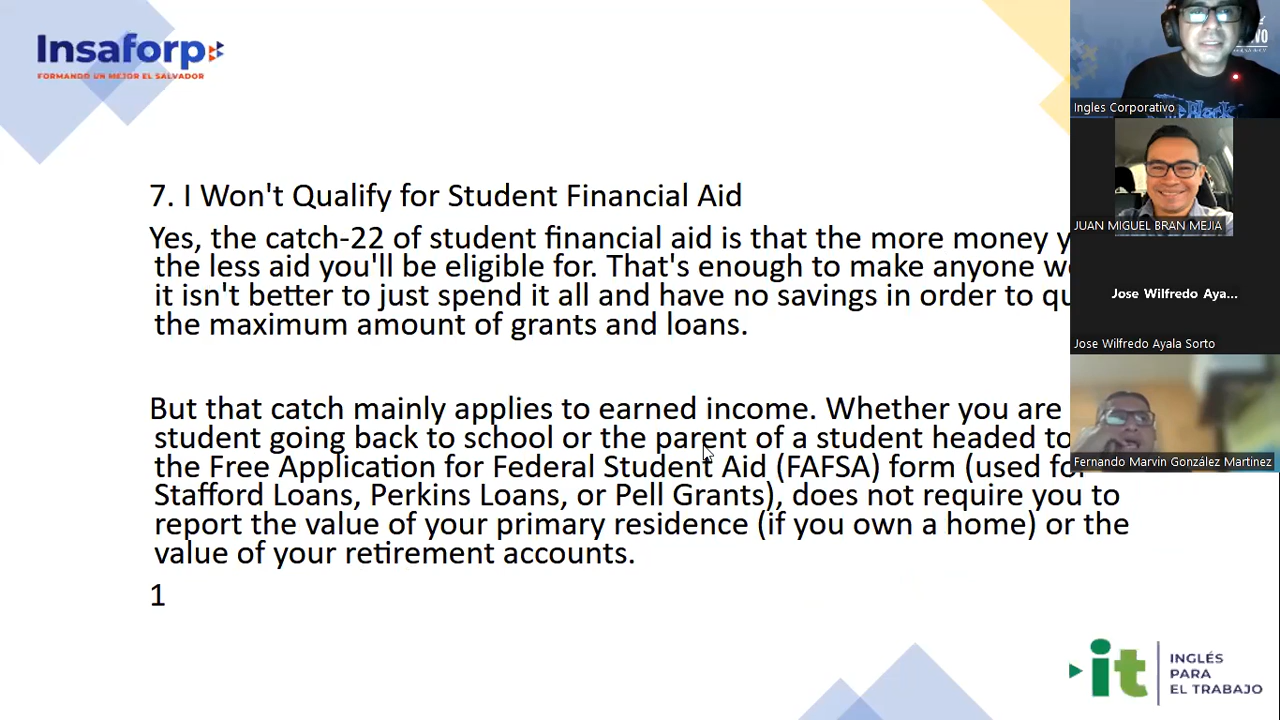 Insaforp
FORMANDO UN MEJOR EL SALVADOR
7. I Won't Qualify for Student Financial Aid
Yes, the catch-22 of student financial aid is that the more money
the less aid you'll be eligible for. That's enough to make anyone
it isn't better to just spend it all and have no savings in order to
the maximum amount of grants and loans.
But that catch mainly applies to earned income. Whether you are
student going back to school or the parent of a student headed to
the Free Application for Federal Student Aid (FAFSA) form (used for
Stafford Loans, Perkins Loans, or Pell Grants), does not require you to
report the value of your primary residence (if you own a home) or the
value of your retirement accounts.
1
Ingles Corporativo
JUAN MIGUEL BRAN MEJIA
Jose Wilfredo Aya...
Jose Wilfredo Ayala Sorto
Fernando Marvin González Martinez
it
INGLÉS
PARA
EL TRABAJO